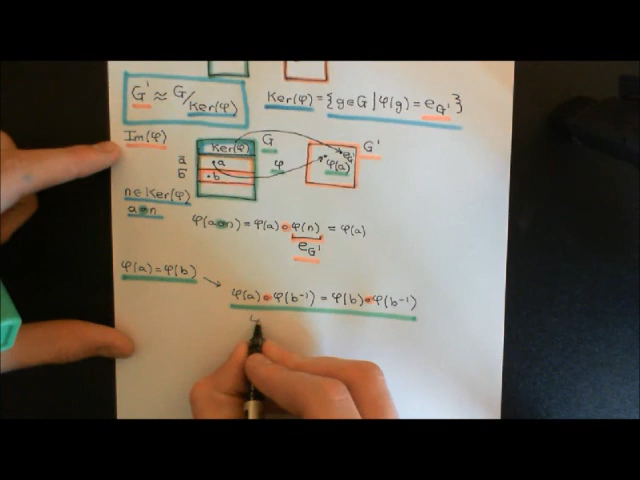 G' ≈ G/Ker(φ)
Ker(φ) = {g∈G | φ(g) = e_G'}
Im(φ)
Ker(φ)
G
G'
e_G'
ā
a
φ
φ(a)
b̄
b
n∈Ker(φ)
a∘n
φ(a∘n) = φ(a)∘φ(n) = φ(a)
e_G'
φ(a) = φ(b)
φ(a)∘φ(b⁻¹) = φ(b)∘φ(b⁻¹)